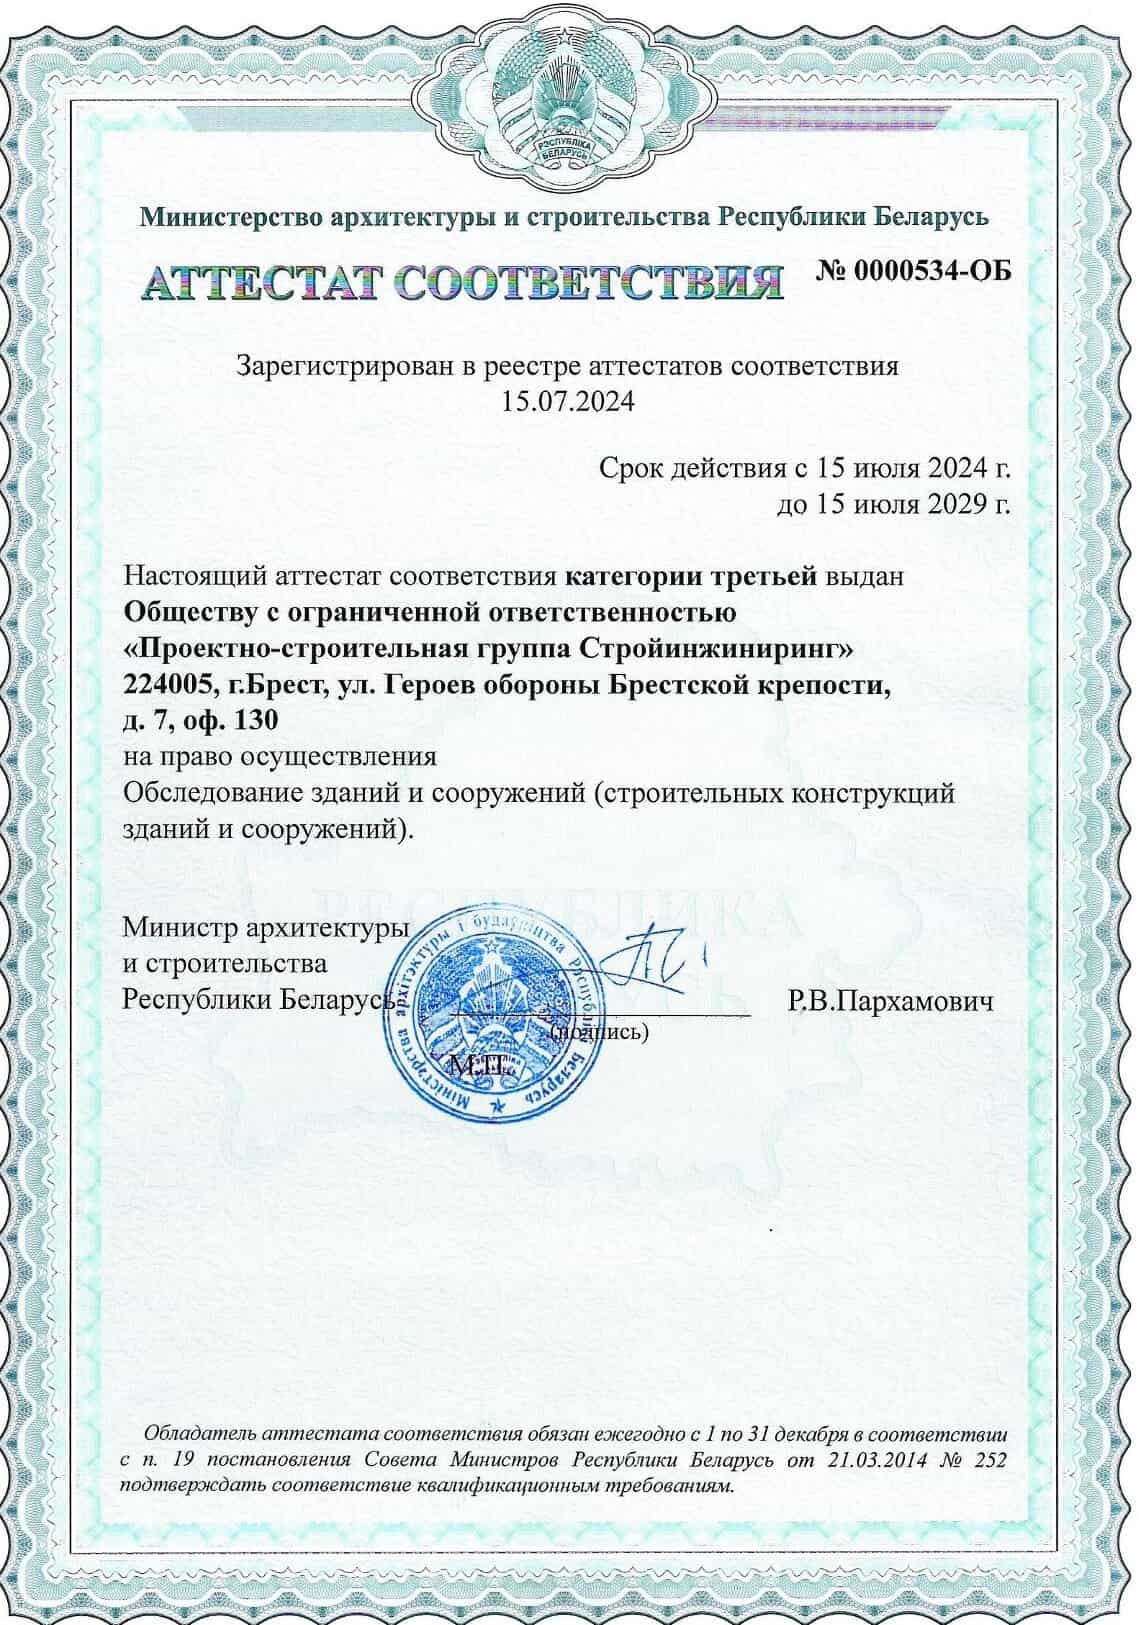 РЭСПУБЛІКА
БЕЛАРУСЬ
Министерство архитектуры и строительства Республики Беларусь
АТТЕСТАТ СООТВЕТСТВИЯ
№ 0000534-ОБ
Зарегистрирован в реестре аттестатов соответствия
15.07.2024
Срок действия с 15 июля 2024 г.
до 15 июля 2029 г.
Настоящий аттестат соответствия категории третьей выдан
Обществу с ограниченной ответственностью
«Проектно-строительная группа Стройинжиниринг»
224005, г.Брест, ул. Героев обороны Брестской крепости,
д. 7, оф. 130
на право осуществления
Обследование зданий и сооружений (строительных конструкций
зданий и сооружений).
РЕСПУБЛИКА
Министр архитектуры
и строительства
Республики Беларусь
Р.В.Пархамович
(подпись)
М.П.
Міністэрства архітэктуры і будаўніцтва Рэспублікі Беларусь
Обладатель аттестата соответствия обязан ежегодно с 1 по 31 декабря в соответствии
с п. 19 постановления Совета Министров Республики Беларусь от 21.03.2014 № 252
подтверждать соответствие квалификационным требованиям.